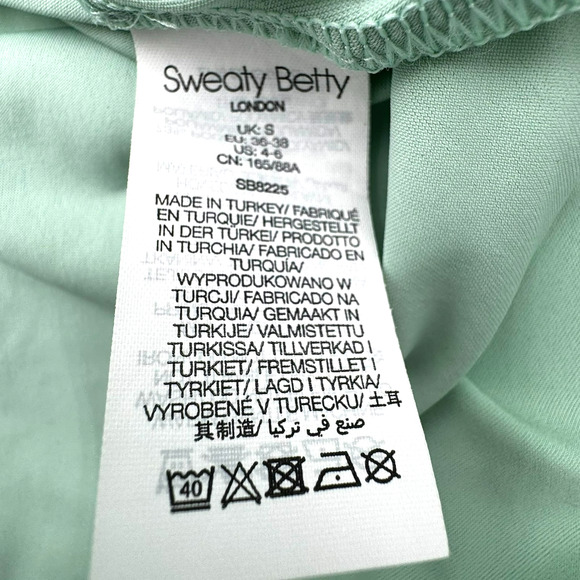 Sweaty Betty
LONDON
UK: S
EU: 36-38
US: 4-6
CN: 165/88A
SB8225
MADE IN TURKEY/ FABRIQUÉ
EN TURQUIE/ HERGESTELLT
IN DER TÜRKEI/ PRODOTTO
IN TURCHIA/ FABRICADO EN
TURQUÍA/
WYPRODUKOWANO W
TURCJI/ FABRICADO NA
TURQUIA/ GEMAAKT IN
TURKIJE/ VALMISTETTU
TURKISSA/ TILLVERKAD I
TURKIET/ FREMSTILLET I
TYRKIET/ LAGD I TYRKIA/
VYROBENÉ V TURECKU/ 土耳
其制造/ صنع في تركيا
40